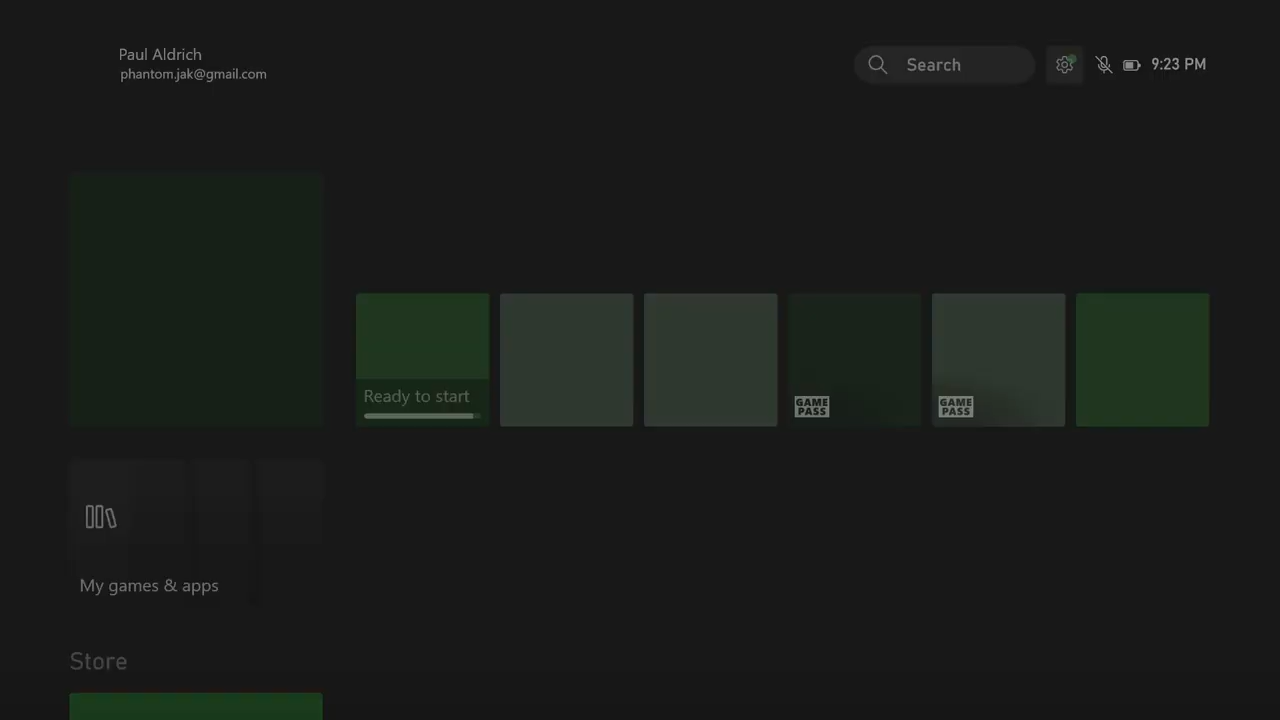 Paul Aldrich
phantom.jak@gmail.com
Search
9:23 PM
Ready to start
GAME
PASS
GAME
PASS
My games & apps
Store